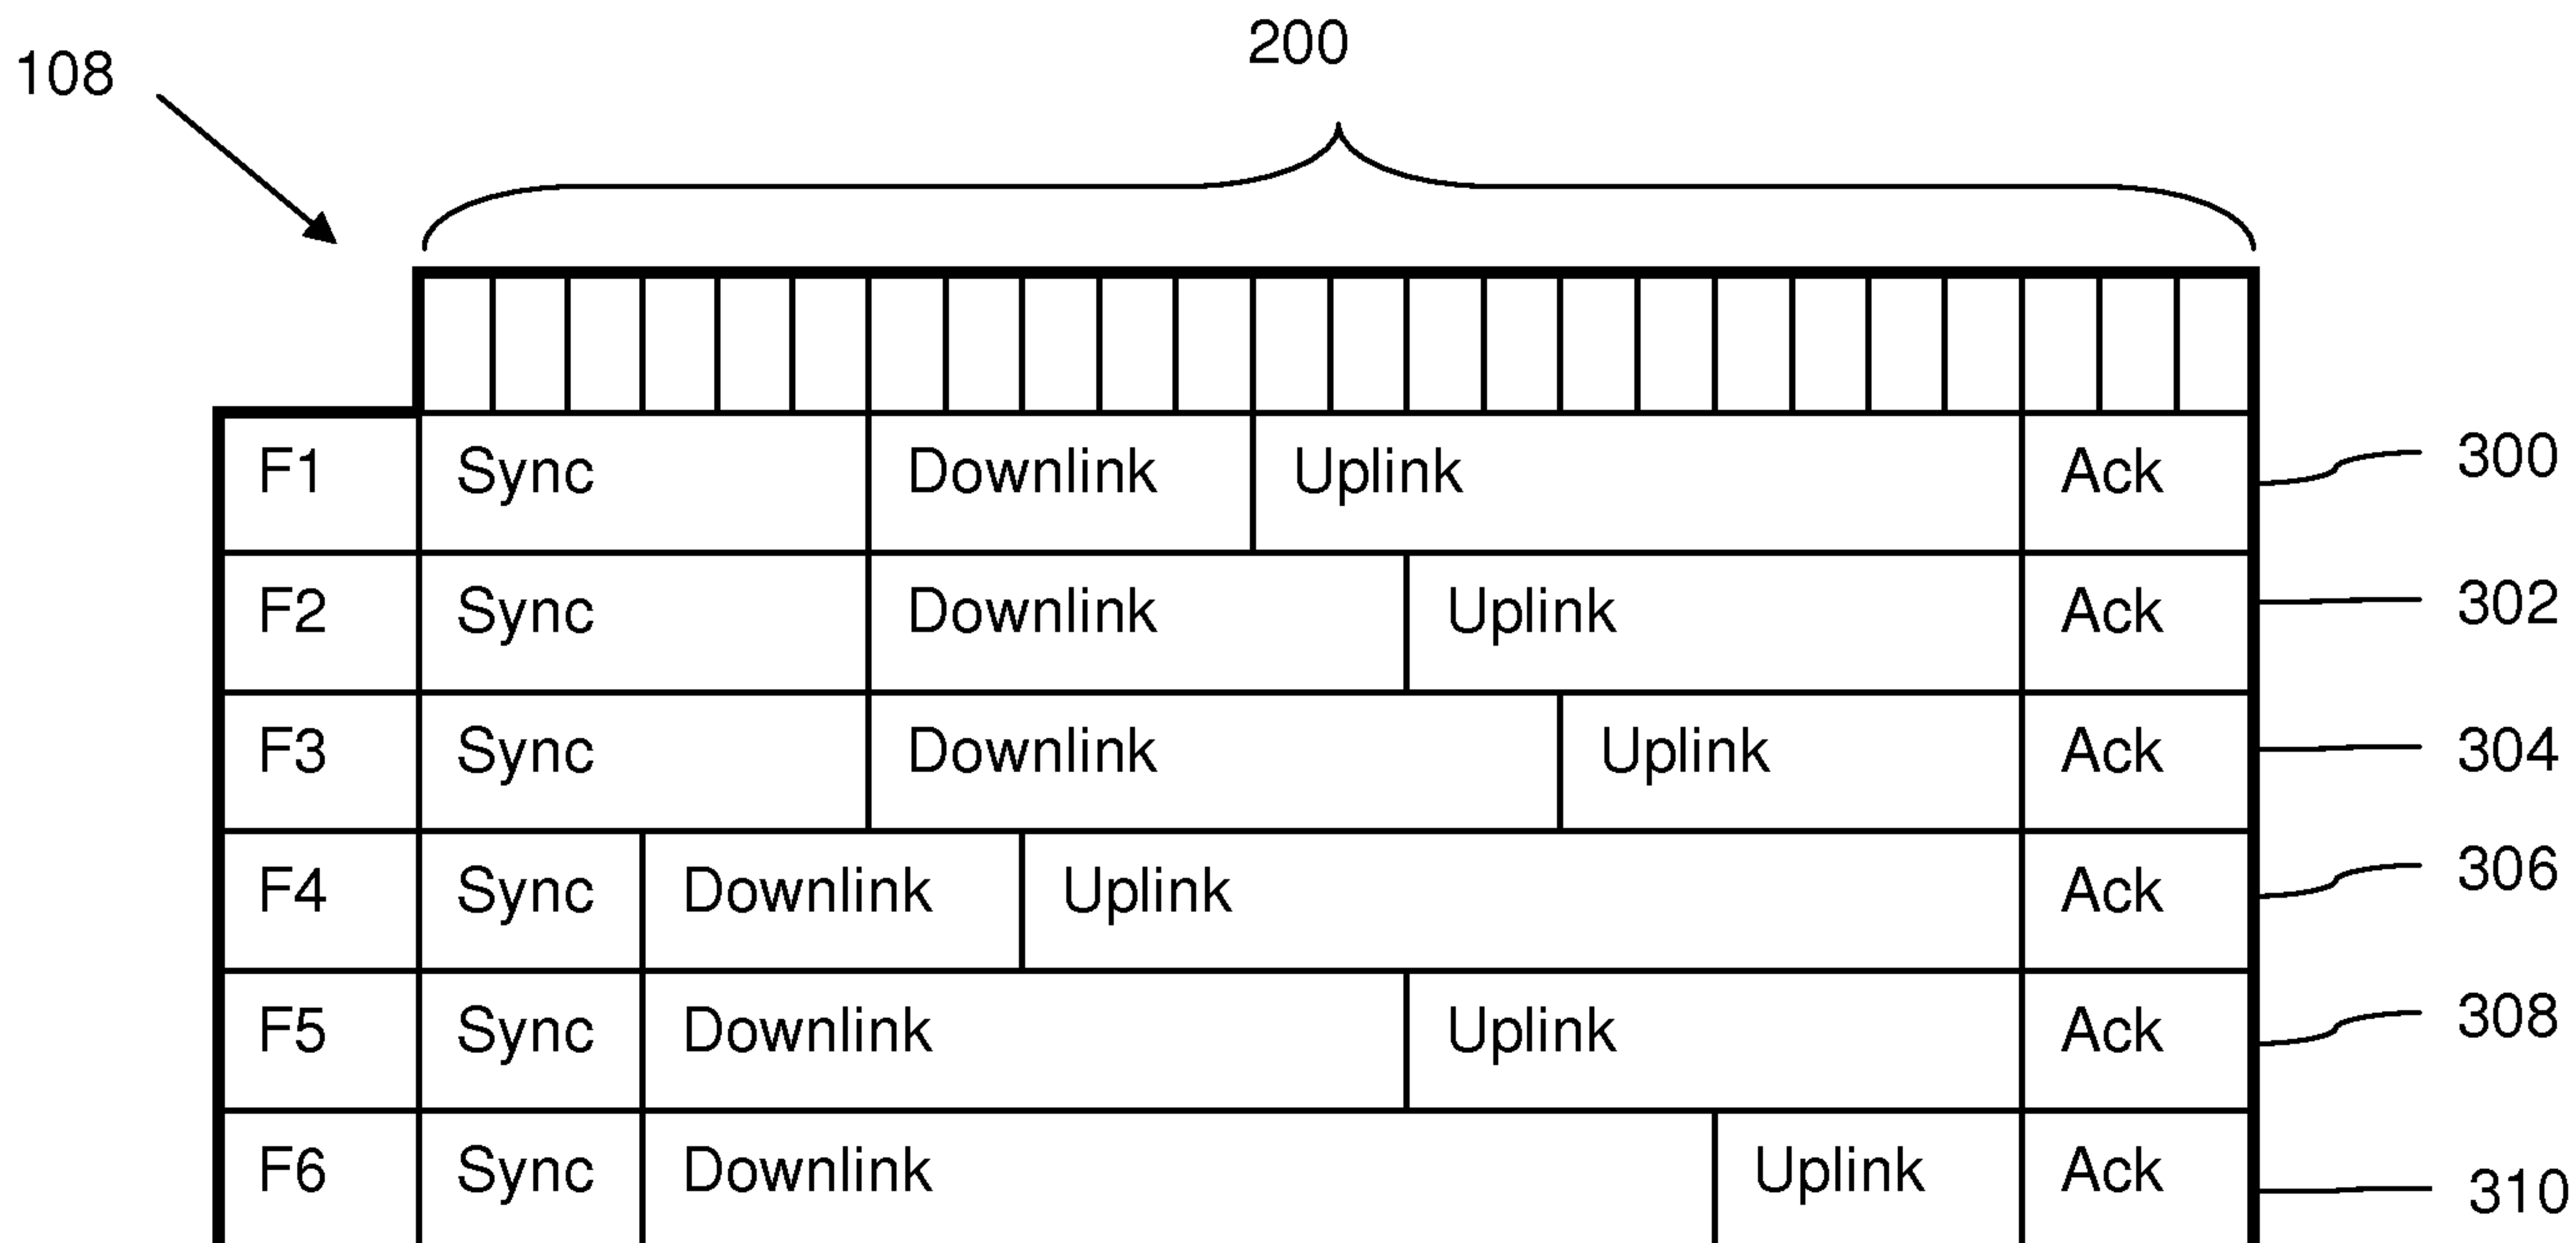 200
108
F1 Sync Downlink Uplink Ack 300
F2 Sync Downlink Uplink Ack 302
F3 Sync Downlink Uplink Ack 304
F4 Sync Downlink Uplink Ack 306
F5 Sync Downlink Uplink Ack 308
F6 Sync Downlink Uplink Ack 310